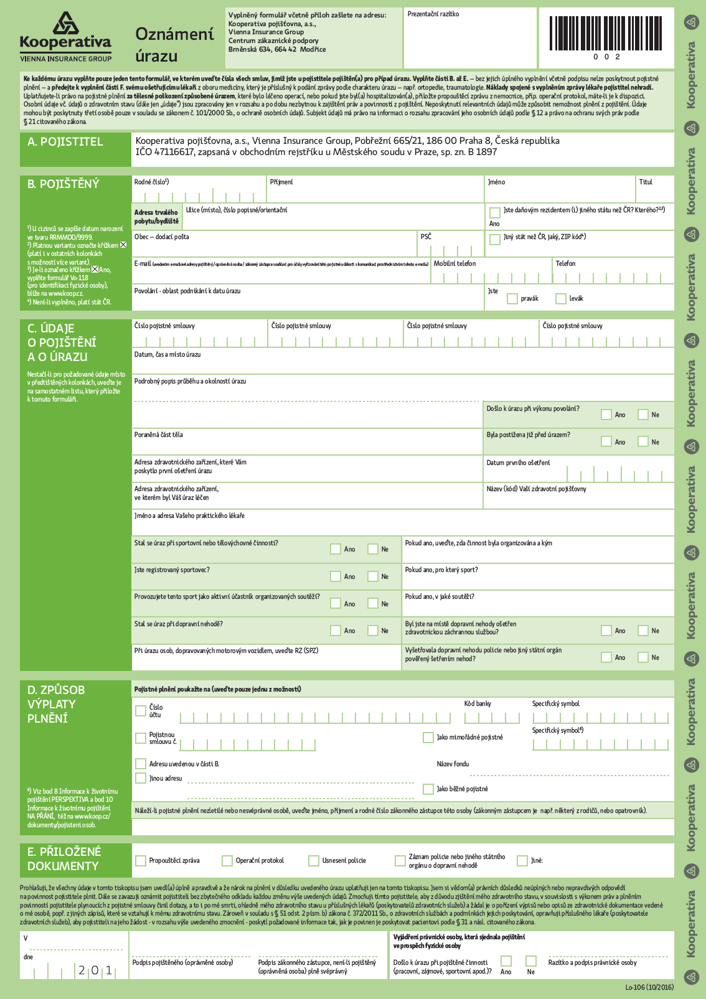 Kooperativa
VIENNA INSURANCE GROUP
Oznámení
úrazu
Vyplněný formulář včetně příloh zašlete na adresu:
Kooperativa pojišťovna, a.s.,
Vienna Insurance Group
Centrum zákaznické podpory
Brněnská 634, 664 42 Modřice
Prezentační razítko
002
Ke každému úrazu vyplňte pouze jeden tento formulář, ve kterém uveďte čísla všech smluv, jimiž jste u pojistitele pojištěn(a) pro případ úrazu. Vyplňte části B. až E. – bez jejich úplného vyplnění včetně podpisu nelze poskytnout pojistné
plnění – a předejte k vyplnění části F. svému ošetřujícímu lékaři z oboru medicíny, který je příslušný k podání zprávy podle charakteru úrazu – např. ortopedie, traumatologie. Náklady spojené s vyplněním zprávy lékaře pojistitel nehradí.
Uplatňujete-li právo na pojistné plnění za tělesné poškození způsobené úrazem, které bylo léčeno operací, nebo pokud jste byl(a) hospitalizován(a), přiložte propouštěcí zprávu z nemocnice, příp. operační protokol, máte-li je k dispozici.
Osobní údaje vč. údajů o zdravotním stavu (dále jen „údaje“) jsou zpracovány jen v rozsahu a po dobu nezbytnou k zajištění práv a povinností z pojištění. Neposkytnutí relevantních údajů může způsobit nemožnost plnění z pojištění. Údaje
mohou být poskytnuty třetí osobě pouze v souladu se zákonem č. 101/2000 Sb., o ochraně osobních údajů. Subjekt údajů má právo na informaci o rozsahu zpracování jeho osobních údajů podle § 12 a právo na ochranu svých práv podle
§ 21 citovaného zákona.
A. POJISTITEL
Kooperativa pojišťovna, a.s., Vienna Insurance Group, Pobřežní 665/21, 186 00 Praha 8, Česká republika
IČO 47116617, zapsaná v obchodním rejstříku u Městského soudu v Praze, sp. zn. B 1897
B. POJIŠTĚNÝ
¹) U cizinců se zapíše datum narození
ve tvaru RRMMDD/9999.
²) Platnou variantu označte křížkem
(platí i v ostatních kolonkách
s možností více variant).
³) Je-li označeno křížkem Ano,
vyplňte formulář Vo-118
(pro identifikaci fyzické osoby),
blíže na www.koop.cz.
⁴) Není-li vyplněno, platí stát ČR.
Rodné číslo¹)
Příjmení
Jméno
Titul
Adresa trvalého
pobytu/bydliště
Ulice (místo), číslo popisné/orientační
Jste daňovým rezidentem (i) jiného státu než ČR? Kterého?²,³)
Ano
Obec – dodací pošta
PSČ
Jiný stát než ČR, jaký, ZIP kód⁴)
E-mail (uvedením e-mailové adresy pojištěný / oprávněná osoba / zákonný zástupce souhlasí pro účely vyřizování této pojistné události s komunikací prostřednictvím tohoto e-mailu)
Mobilní telefon
Telefon
Povolání - oblast podnikání k datu úrazu
Jste
pravák
levák
C. ÚDAJE
O POJIŠTĚNÍ
A O ÚRAZU
Nestačí-li pro požadované údaje místo
v předtištěných kolonkách, uveďte je
na samostatném listu, který přiložte
k tomuto formuláři.
Číslo pojistné smlouvy
Číslo pojistné smlouvy
Číslo pojistné smlouvy
Číslo pojistné smlouvy
Datum, čas a místo úrazu
Podrobný popis průběhu a okolností úrazu
Došlo k úrazu při výkonu povolání?
Ano
Ne
Poraněná část těla
Byla postižena již před úrazem?
Ano
Ne
Adresa zdravotnického zařízení, které Vám
poskytlo první ošetření úrazu
Datum prvního ošetření
Adresa zdravotnického zařízení,
ve kterém byl Váš úraz léčen
Název (kód) Vaší zdravotní pojišťovny
Jméno a adresa Vašeho praktického lékaře
Stal se úraz při sportovní nebo tělovýchovné činnosti?
Ano
Ne
Pokud ano, uveďte, zda činnost byla organizována a kým
Jste registrovaný sportovec?
Ano
Ne
Pokud ano, pro který sport?
Provozujete tento sport jako aktivní účastník organizovaných soutěží?
Ano
Ne
Pokud ano, v jaké soutěži?
Stal se úraz při dopravní nehodě?
Ano
Ne
Byl jste na místě dopravní nehody ošetřen
zdravotnickou záchrannou službou?
Ano
Ne
Při úrazu osob, dopravovaných motorovým vozidlem, uveďte RZ (SPZ)
Vyšetřovala dopravní nehodu policie nebo jiný státní orgán
pověřený šetřením nehod?
Ano
Ne
D. ZPŮSOB
VÝPLATY
PLNĚNÍ
⁶) Viz bod 8 Informace k životnímu
pojištění PERSPEKTIVA a bod 10
Informace k životnímu pojištění
NA PŘÁNÍ, též na www.koop.cz/
dokumenty/pojisteni osob.
Pojistné plnění poukažte na (uveďte pouze jednu z možností)
Číslo
účtu
Kód banky
Specifický symbol
Pojistnou
smlouvu č.
Jako mimořádné pojistné
Specifický symbol⁶)
Adresu uvedenou v části B.
Název fondu
Jinou adresu
Jako běžné pojistné
Náleží-li pojistné plnění nezletilé nebo nesvéprávné osobě, uveďte jméno, příjmení a rodné číslo zákonného zástupce této osoby (zákonným zástupcem je např. některý z rodičů, nebo opatrovník).
E. PŘILOŽENÉ
DOKUMENTY
Propouštěcí zpráva
Operační protokol
Usnesení policie
Záznam policie nebo jiného státního
orgánu o dopravní nehodě
Jiné:
Prohlašuji, že všechny údaje v tomto tiskopisu jsem uvedl(a) úplně a pravdivě a že nárok na plnění v důsledku uvedeného úrazu uplatňuji jen na tomto tiskopisu. Jsem si vědom(a) právních důsledků neúplných nebo nepravdivých odpovědí
na povinnost pojistitele plnit. Dále se zavazuji oznámit pojistiteli bez zbytečného odkladu každou změnu výše uvedených údajů. Zmocňuji tímto pojistitele, aby z důvodu zjištění mého zdravotního stavu, v souvislosti s výkonem práv a plněním
povinností pojistitele plynoucích z pojistné smlouvy činil dotazy, a to i po mé smrti, ohledně mého zdravotního stavu u příslušných lékařů (poskytovatelů zdravotních služeb) a žádal je o pořízení výpisů nebo opisů ze zdravotnické dokumentace vedené
o mé osobě, popř. z jiných zápisů, které se vztahují k mému zdravotnímu stavu. Zároveň v souladu s § 51 odst. 2 písm. b) zákona č. 372/2011 Sb., o zdravotních službách a podmínkách jejich poskytování, opravňuji příslušného lékaře (poskytovatele
zdravotních služeb), aby pojistiteli na jeho žádost - v rozsahu výše uvedeného zmocnění - poskytl požadované informace tak, jak je povinen je poskytovat pacientovi podle § 31 a násl. citovaného zákona.
V
dne
201
Podpis pojištěného (oprávněné osoby)
Podpis zákonného zástupce, není-li pojištěný
(oprávněná osoba) plně svéprávný
Vyjádření právnické osoby, která sjednala pojištění
ve prospěch fyzické osoby
Došlo k úrazu při pojištěné činnosti
(pracovní, zájmové, sportovní apod.)?
Ano
Ne
Razítko a podpis právnické osoby
Lo-106 (10/2016)
Kooperativa
Kooperativa
Kooperativa
Kooperativa
Kooperativa
Kooperativa
Kooperativa
Kooperativa
Kooperativa